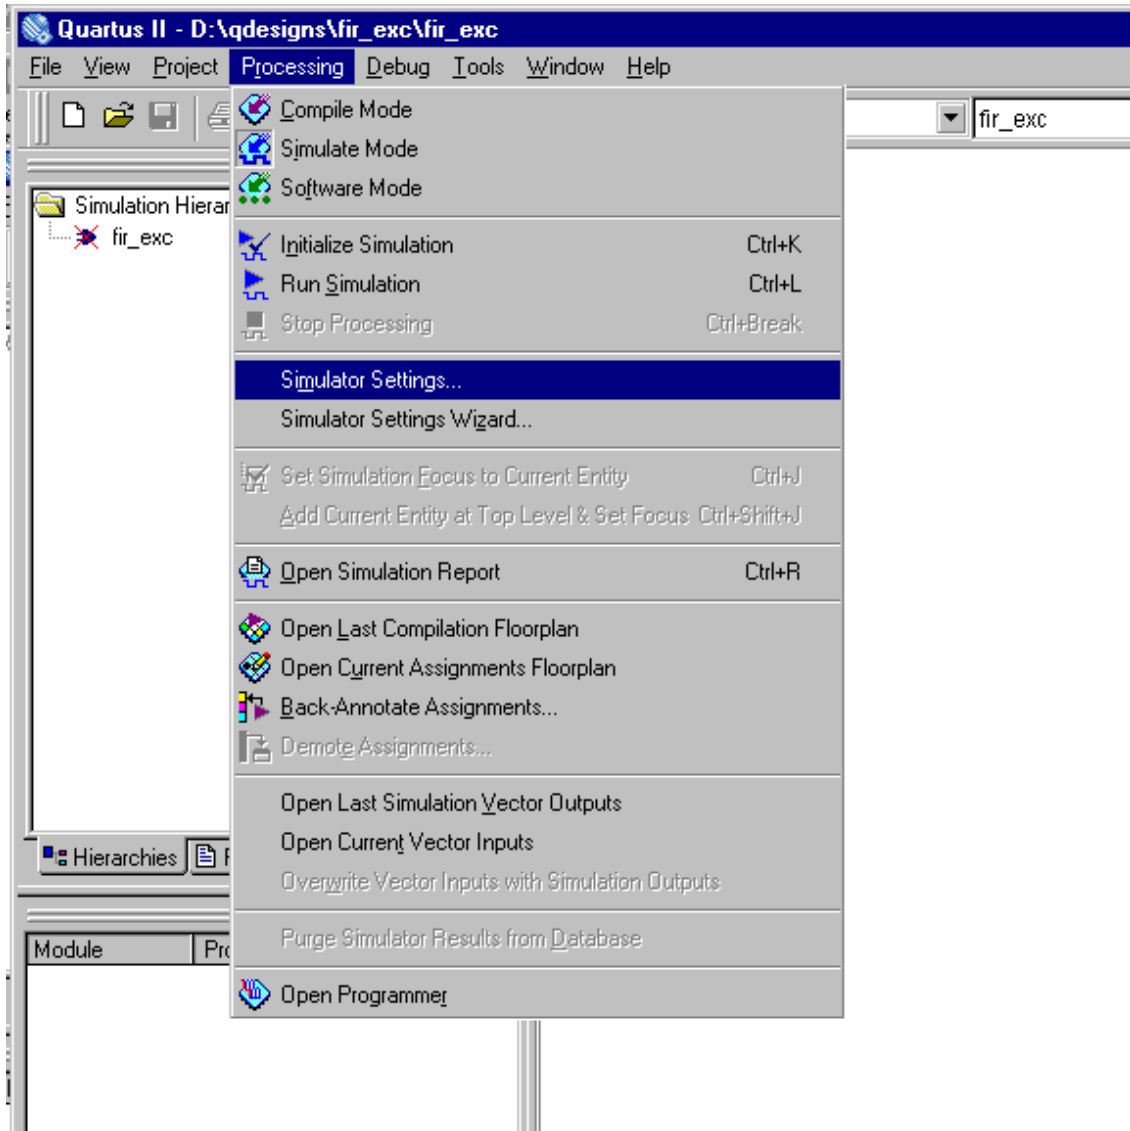 Quartus II - D:\qdesigns\fir_exc\fir_exc
File View Project Processing Debug Tools Window Help
fir_exc
Compile Mode
Simulate Mode
Software Mode
Simulation Hierar
fir_exc
Initialize Simulation Ctrl+K
Run Simulation Ctrl+L
Stop Processing Ctrl+Break
Simulator Settings...
Simulator Settings Wizard...
Set Simulation Focus to Current Entity Ctrl+J
Add Current Entity at Top Level & Set Focus Ctrl+Shift+J
Open Simulation Report Ctrl+R
Open Last Compilation Floorplan
Open Current Assignments Floorplan
Back-Annotate Assignments...
Demote Assignments...
Open Last Simulation Vector Outputs
Open Current Vector Inputs
Overwrite Vector Inputs with Simulation Outputs
Hierarchies F
Purge Simulator Results from Database
Module Pro
Open Programmer